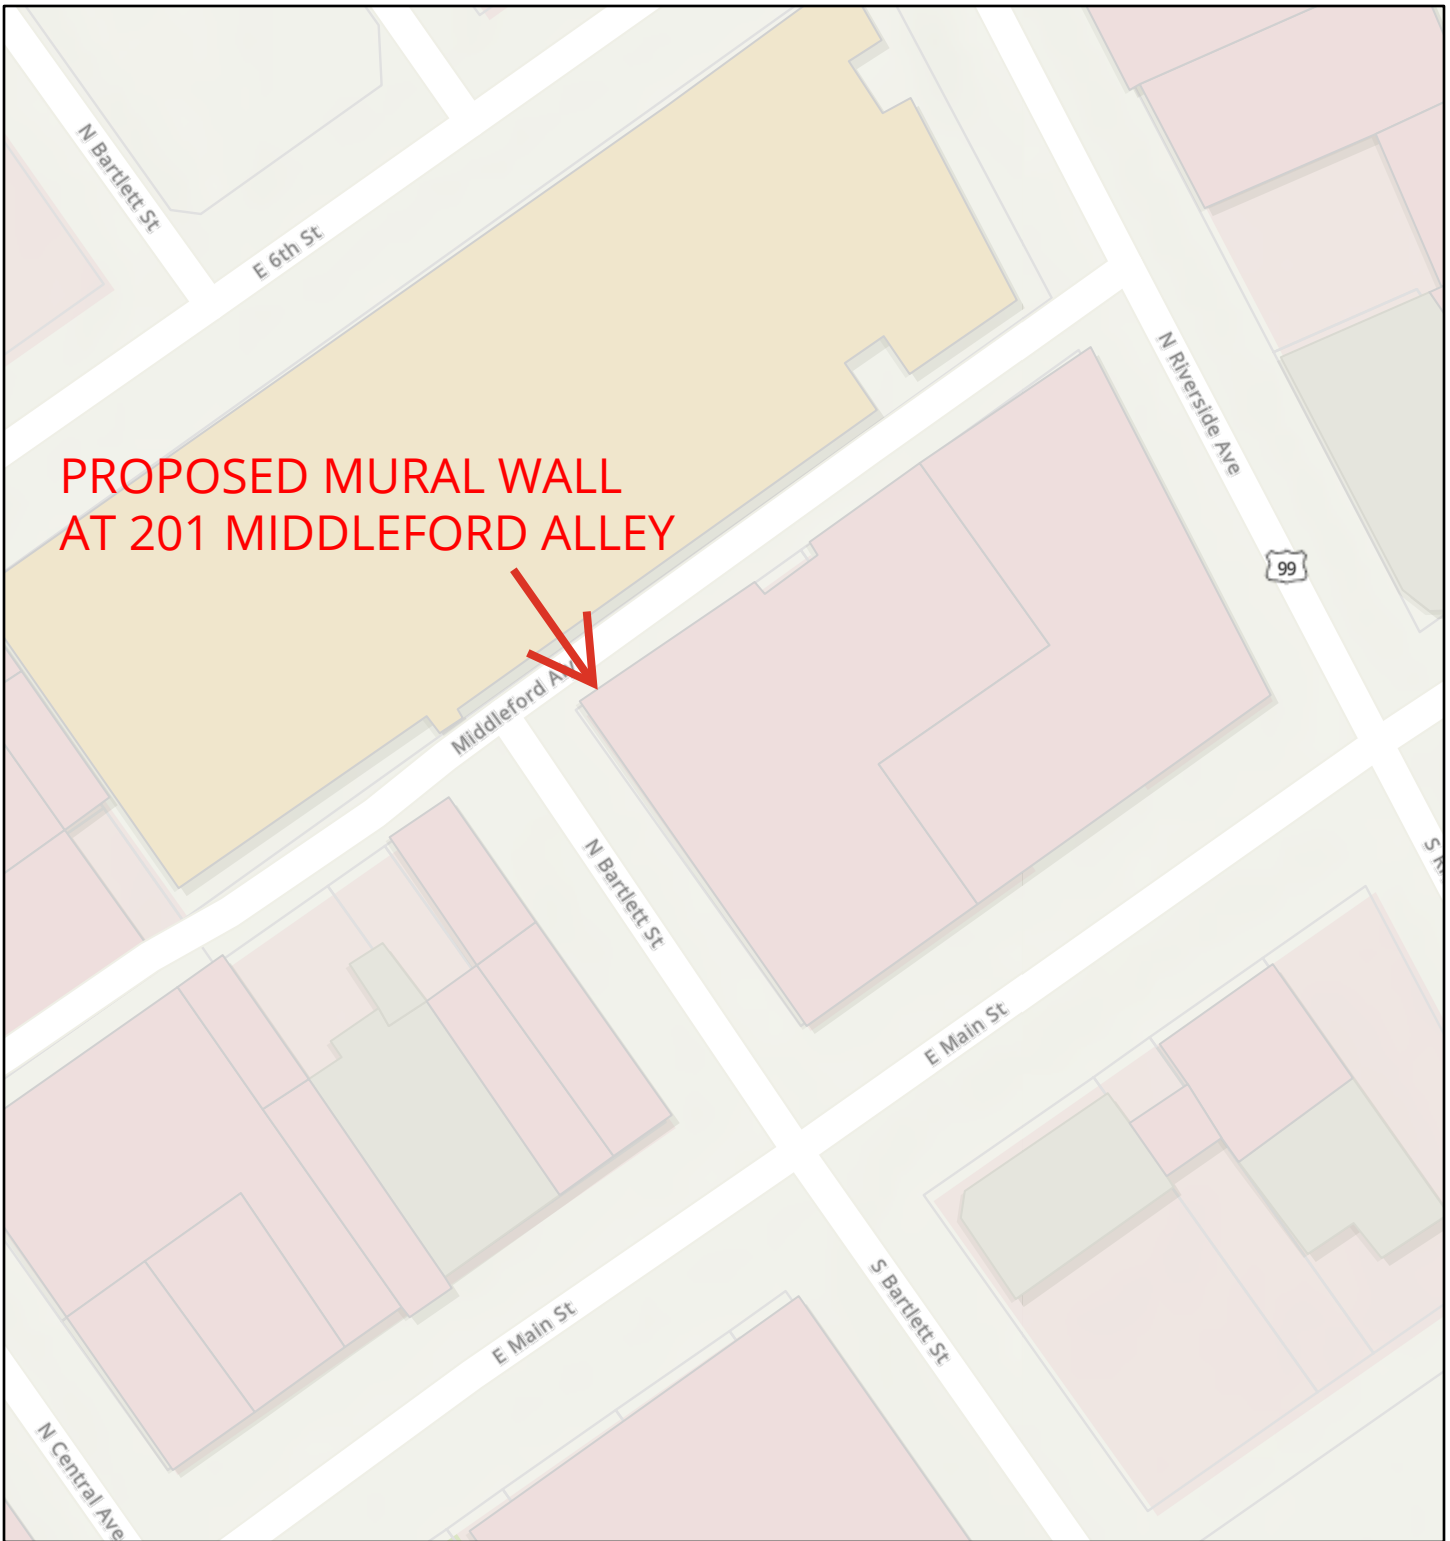 N Bartlett St
E 6th St
N Riverside Ave
PROPOSED MURAL WALL
AT 201 MIDDLEFORD ALLEY
99
Middleford
N Bartlett St
S
E Main St
E Main St
S Bartlett St
N Central Ave